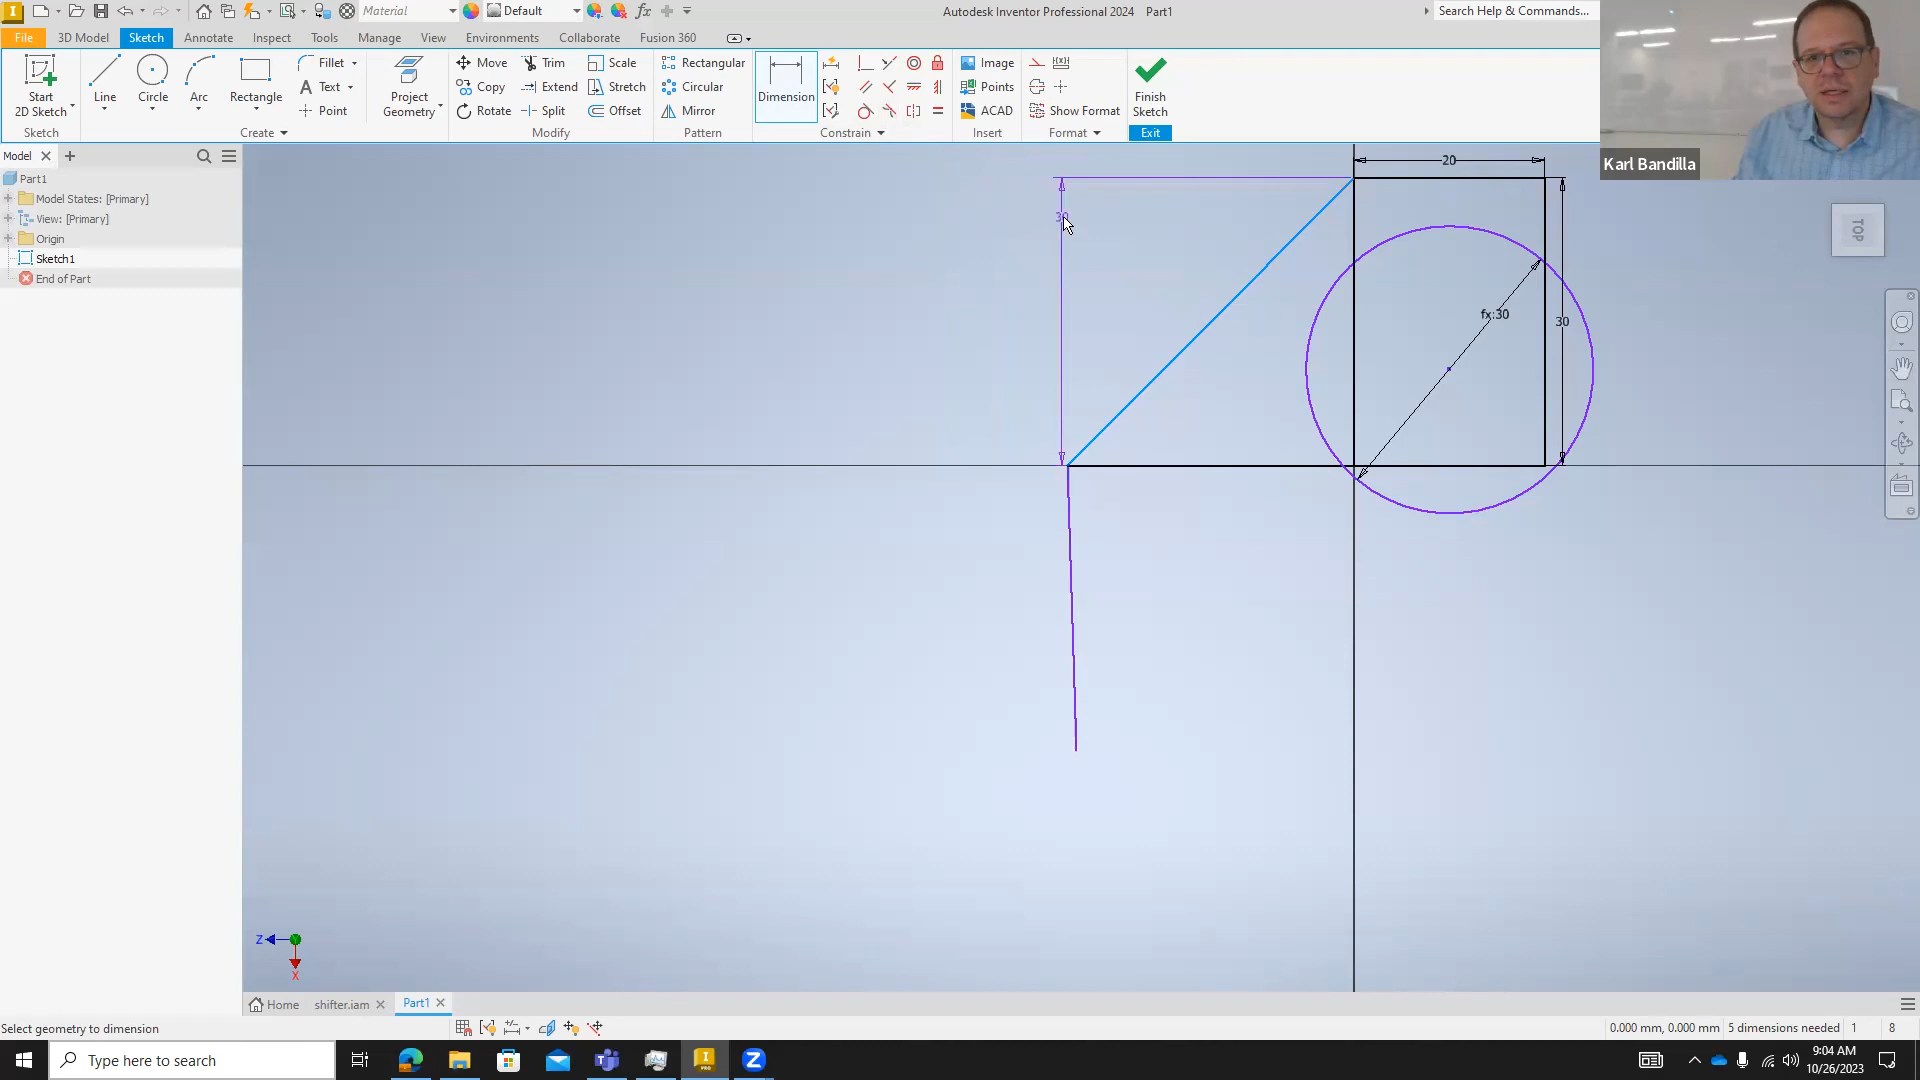 Material
Default
Autodesk Inventor Professional 2024 Part1
Search Help & Commands...
File 3D Model Sketch Annotate Inspect Tools Manage View Environments Collaborate Fusion 360
Start
2D Sketch
Line
Circle
Arc
Rectangle
Fillet
Text
Point
Project
Geometry
Move
Copy
Rotate
Trim
Extend
Split
Scale
Stretch
Offset
Rectangular
Circular
Mirror
Dimension
Image
Points
ACAD
Show Format
Finish
Sketch
Sketch Create Modify Pattern Constrain Insert Format Exit
Karl Bandilla
Model
Part1
Model States: [Primary]
View: [Primary]
Origin
Sketch1
End of Part
20
30
fx:30
30
TOP
Z
X
Home shifter.iam Part1
Select geometry to dimension
0.000 mm, 0.000 mm 5 dimensions needed 1 8
Type here to search
9:04 AM
10/26/2023